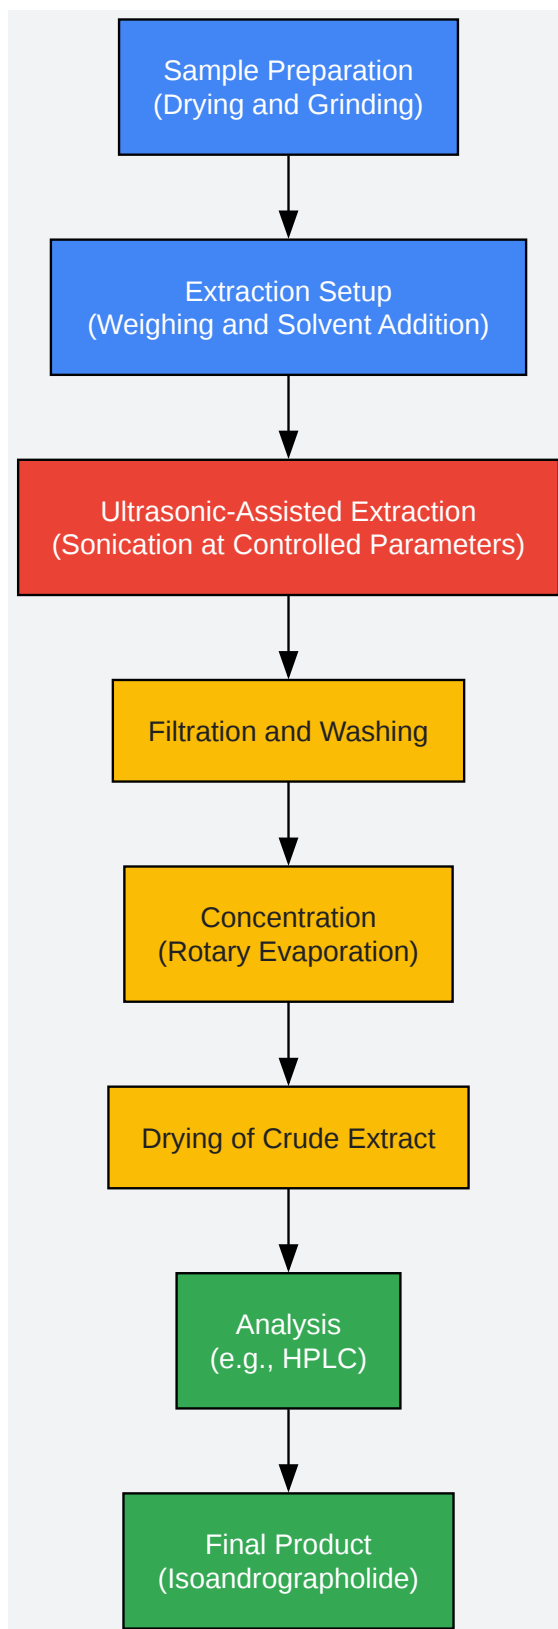 Sample Preparation
(Drying and Grinding)
Extraction Setup
(Weighing and Solvent Addition)
Ultrasonic-Assisted Extraction
(Sonication at Controlled Parameters)
Filtration and Washing
Concentration
(Rotary Evaporation)
Drying of Crude Extract
Analysis
(e.g., HPLC)
Final Product
(Isoandrographolide)